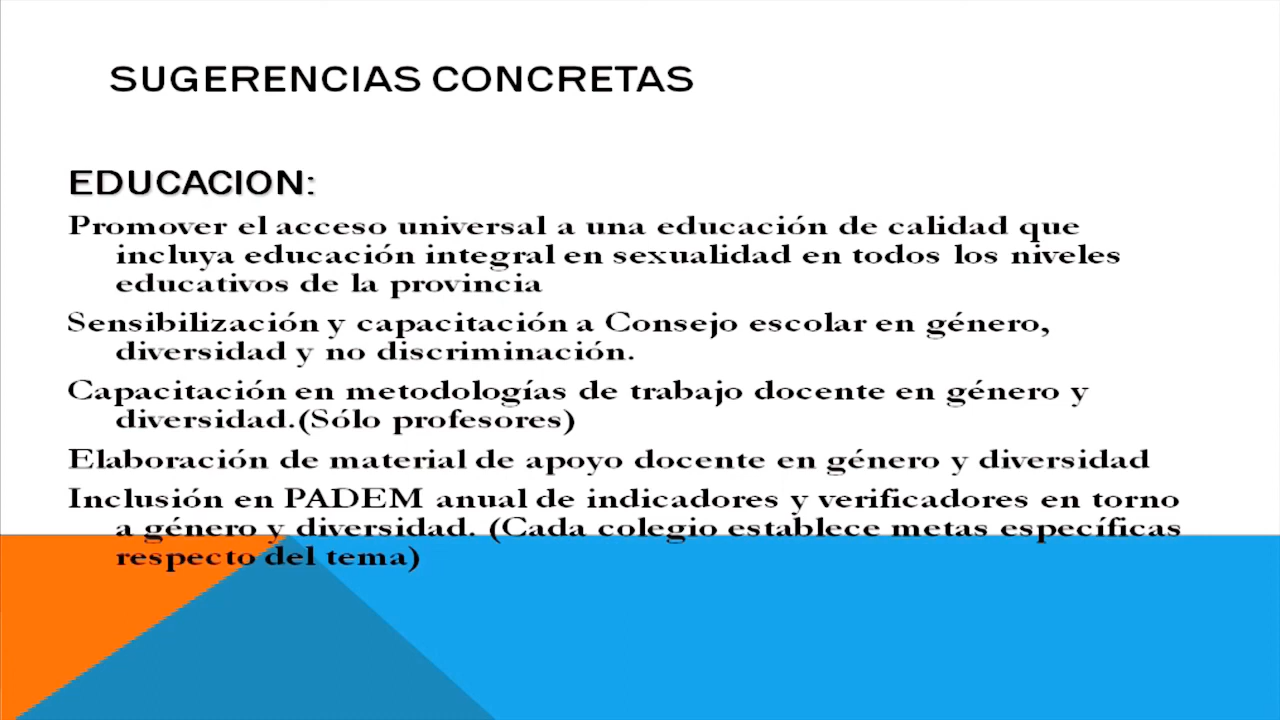 SUGERENCIAS CONCRETAS
EDUCACION:
Promover el acceso universal a una educación de calidad que
incluya educación integral en sexualidad en todos los niveles
educativos de la provincia
Sensibilización y capacitación a Consejo escolar en género,
diversidad y no discriminación.
Capacitación en metodologías de trabajo docente en género y
diversidad.(Sólo profesores)
Elaboración de material de apoyo docente en género y diversidad
Inclusión en PADEM anual de indicadores y verificadores en torno
a género y diversidad. (Cada colegio establece metas específicas
respecto del tema)